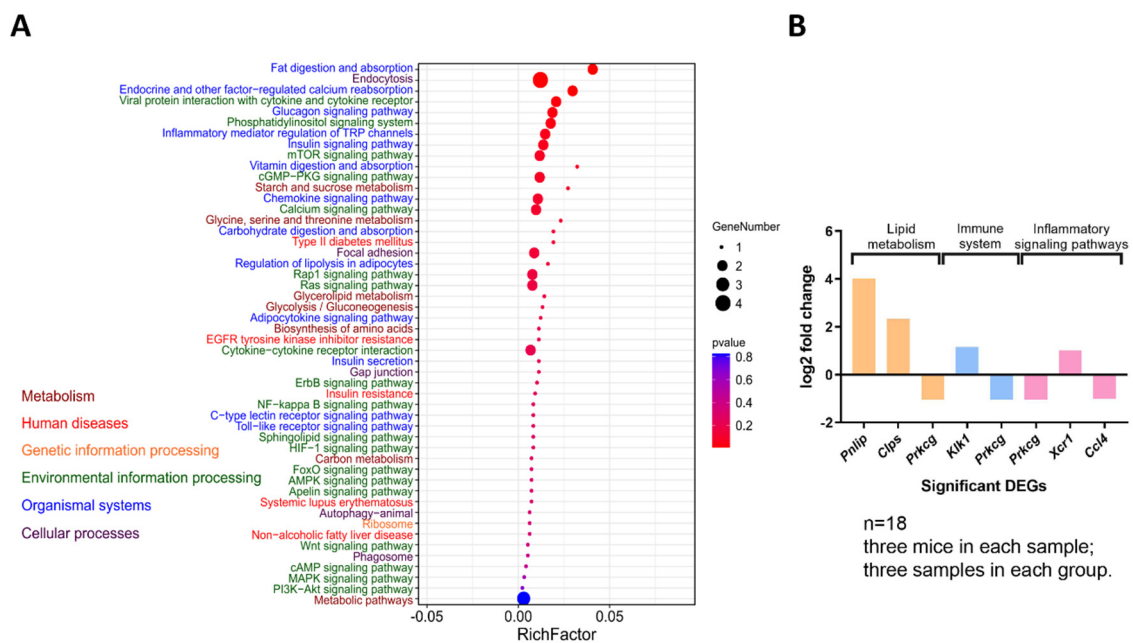 A
B
Fat digestion and absorption
Endocytosis
Endocrine and other factor-regulated calcium reabsorption
Viral protein interaction with cytokine and cytokine receptor
Glucagon signaling pathway
Phosphatidylinositol signaling system
Inflammatory mediator regulation of TRP channels
Insulin signaling pathway
mTOR signaling pathway
Vitamin digestion and absorption
cGMP-PKG signaling pathway
Starch and sucrose metabolism
Chemokine signaling pathway
Calcium signaling pathway
Glycine, serine and threonine metabolism
Carbohydrate digestion and absorption
Type II diabetes mellitus
Focal adhesion
Regulation of lipolysis in adipocytes
Rap1 signaling pathway
Ras signaling pathway
Glycerolipid metabolism
Glycolysis / Gluconeogenesis
Adipocytokine signaling pathway
Biosynthesis of amino acids
EGFR tyrosine kinase inhibitor resistance
Cytokine-cytokine receptor interaction
Insulin secretion
Gap junction
ErbB signaling pathway
Insulin resistance
NF-kappa B signaling pathway
C-type lectin receptor signaling pathway
Toll-like receptor signaling pathway
Sphingolipid signaling pathway
HIF-1 signaling pathway
Carbon metabolism
FoxO signaling pathway
AMPK signaling pathway
Apelin signaling pathway
Systemic lupus erythematosus
Autophagy-animal
Ribosome
Non-alcoholic fatty liver disease
Wnt signaling pathway
Phagosome
cAMP signaling pathway
MAPK signaling pathway
PI3K-Akt signaling pathway
Metabolic pathways
-0.05 0.00 0.05
RichFactor
Metabolism
Human diseases
Genetic information processing
Environmental information processing
Organismal systems
Cellular processes
GeneNumber
1
2
3
4
pvalue
0.8
0.6
0.4
0.2
Lipid metabolism
Immune system
Inflammatory signaling pathways
log2 fold change
6
4
2
0
-2
Pnlip Clps Prkcg Klk1 Prkcg Prkcg Xcr1 Ccl4
Significant DEGs
n=18
three mice in each sample;
three samples in each group.